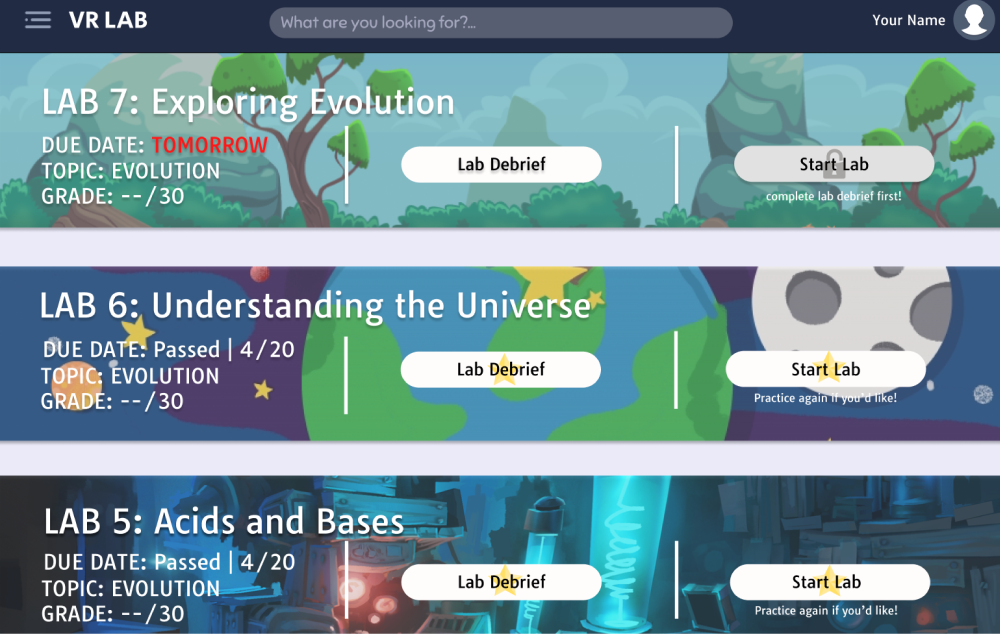 VR LAB
What are you looking for?...
Your Name
LAB 7: Exploring Evolution
DUE DATE: TOMORROW
TOPIC: EVOLUTION
GRADE: --/30
Lab Debrief
Start Lab
complete lab debrief first!
LAB 6: Understanding the Universe
DUE DATE: Passed | 4/20
TOPIC: EVOLUTION
GRADE: --/30
Lab Debrief
Start Lab
Practice again if you'd like!
LAB 5: Acids and Bases
DUE DATE: Passed | 4/20
TOPIC: EVOLUTION
GRADE: --/30
Lab Debrief
Start Lab
Practice again if you'd like!